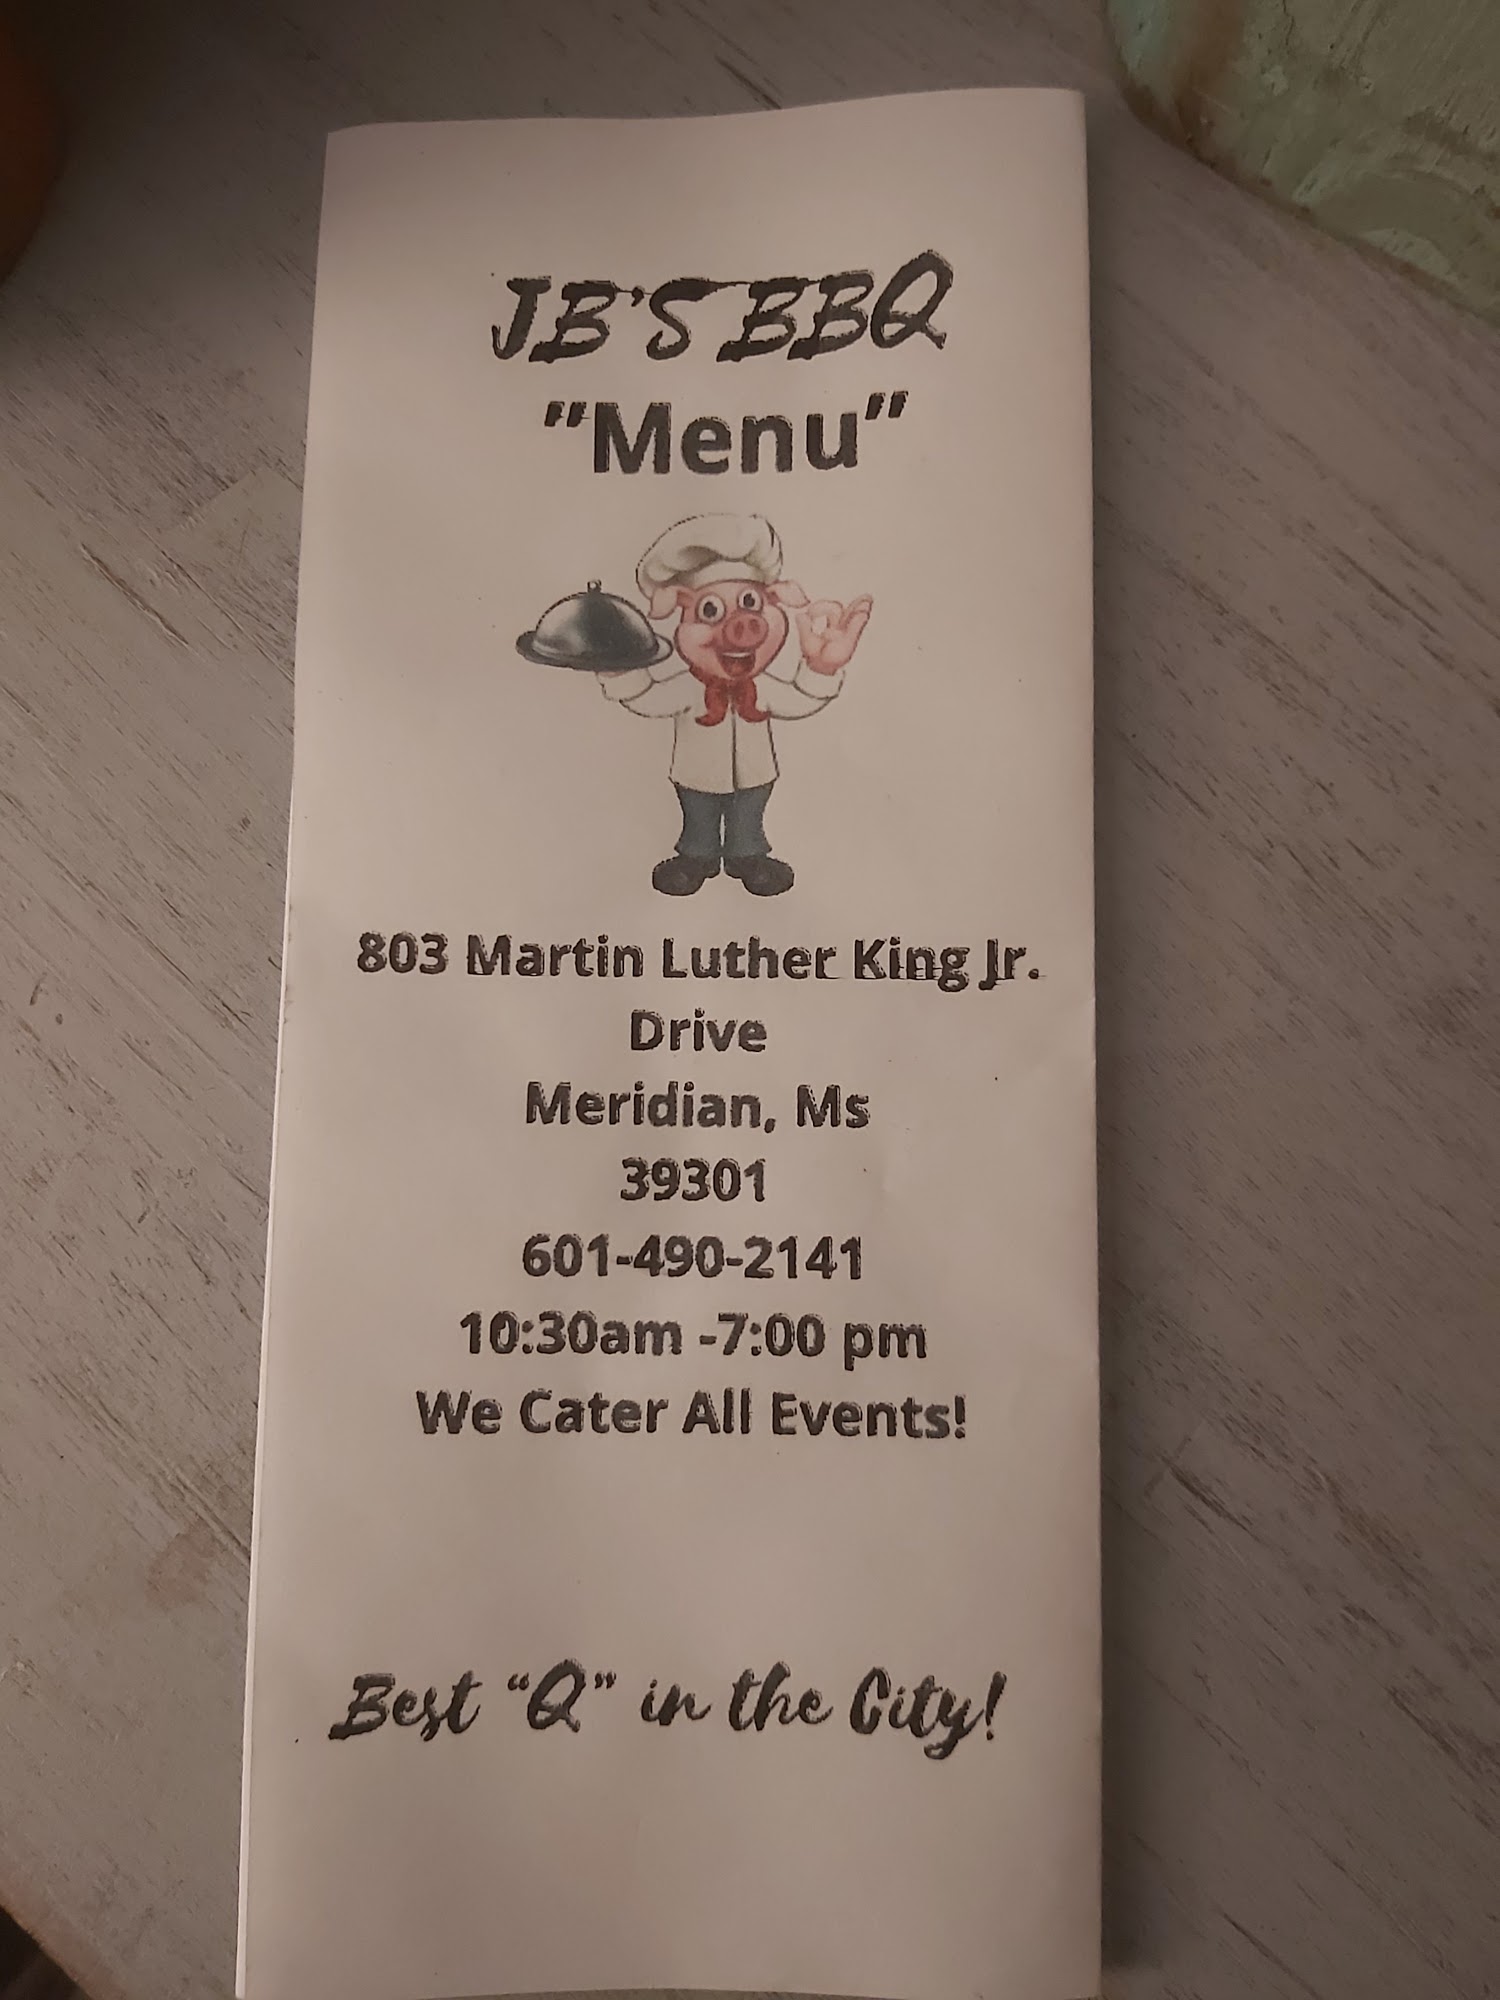 JB'S BBQ
"Menu"
803 Martin Luther King Jr.
Drive
Meridian, Ms
39301
601-490-2141
10:30am -7:00 pm
We Cater All Events!
Best “Q” in the City!